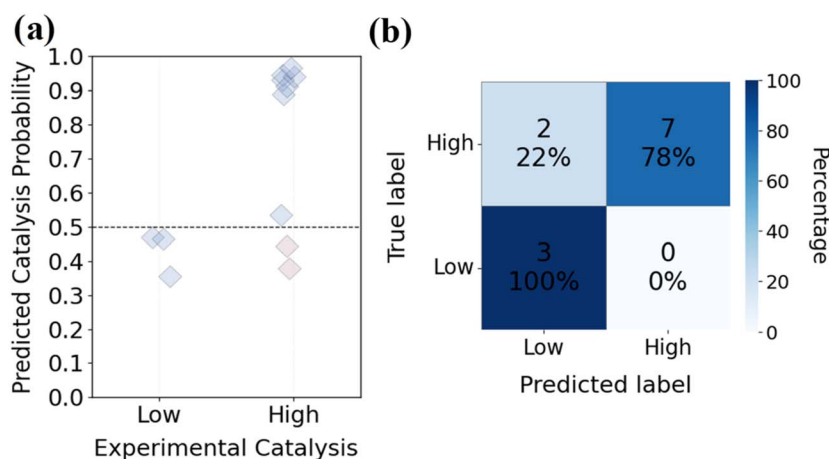 (a)
Predicted Catalysis Probability
1.0
0.9
0.8
0.7
0.6
0.5
0.4
0.3
0.2
0.1
0.0
Low
High
Experimental Catalysis
(b)
True label
High
Low
2
22%
7
78%
3
100%
0
0%
Low
High
Predicted label
100
80
60
40
20
0
Percentage